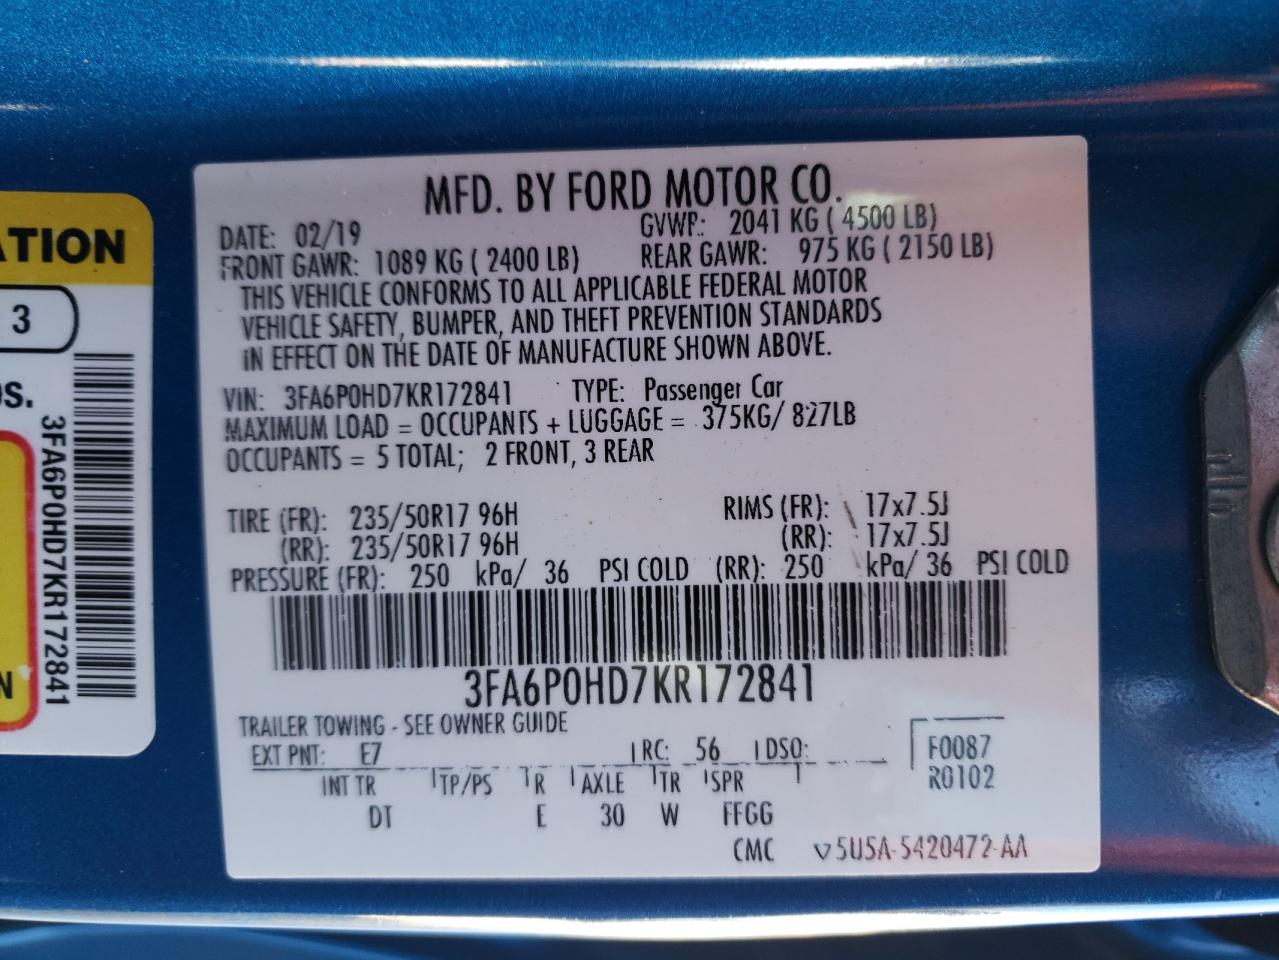 MFD. BY FORD MOTOR CO.
DATE: 02/19 GVWR: 2041 KG ( 4500 LB)
FRONT GAWR: 1089 KG ( 2400 LB) REAR GAWR: 975 KG ( 2150 LB)
THIS VEHICLE CONFORMS TO ALL APPLICABLE FEDERAL MOTOR
VEHICLE SAFETY, BUMPER, AND THEFT PREVENTION STANDARDS
IN EFFECT ON THE DATE OF MANUFACTURE SHOWN ABOVE.
VIN: 3FA6P0HD7KR172841 TYPE: Passenger Car
MAXIMUM LOAD = OCCUPANTS + LUGGAGE = 375KG/ 827LB
OCCUPANTS = 5 TOTAL; 2 FRONT, 3 REAR
TIRE (FR): 235/50R17 96H RIMS (FR): 17x7.5J
(RR): 235/50R17 96H (RR): 17x7.5J
PRESSURE (FR): 250 kPa/ 36 PSI COLD (RR): 250 kPa/ 36 PSI COLD
3FA6P0HD7KR172841
TRAILER TOWING - SEE OWNER GUIDE
EXT PNT: E7 RC: 56 DSO:
F0087
R0102
INT TR TP/PS R AXLE TR SPR
DT E 30 W FFGG
CMC 5U5A-5420472-AA
ATION
3
S.
N
3FA6P0HD7KR172841